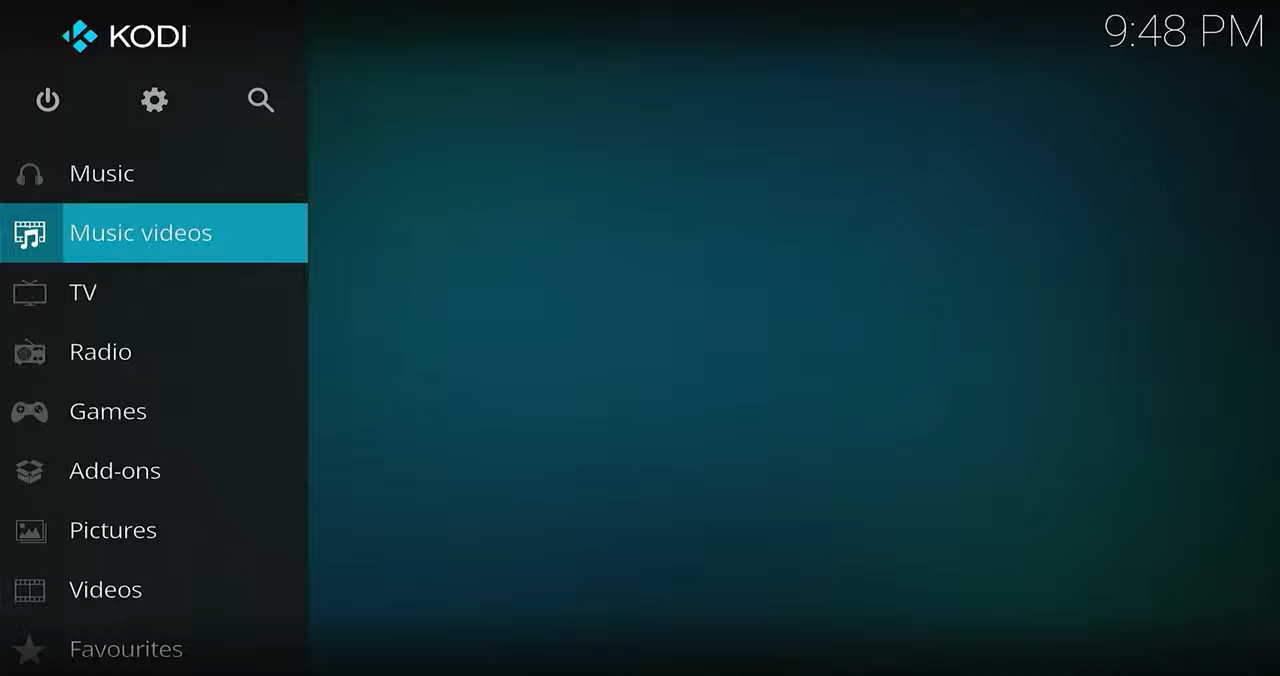 KODI
9:48 PM
Music
Music videos
TV
Radio
Games
Add-ons
Pictures
Videos
Favourites